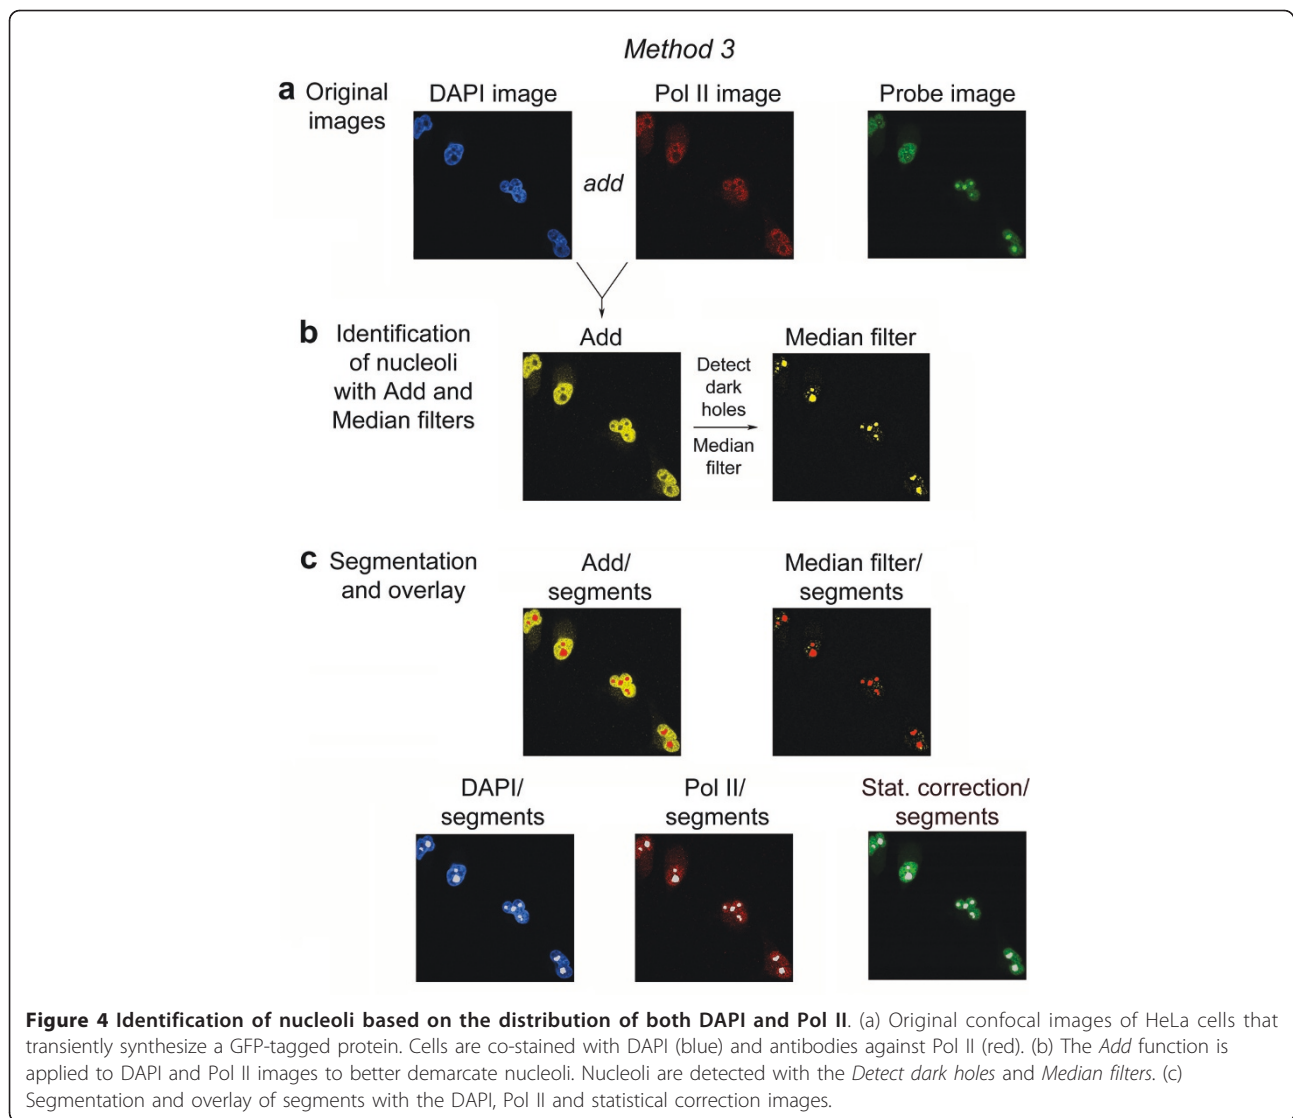 Method 3
a Original
images
DAPI image
add
Pol II image
Probe image
b Identification
of nucleoli
with Add and
Median filters
Add
Detect
dark
holes
Median
filter
Median filter
c Segmentation
and overlay
Add/
segments
Median filter/
segments
DAPI/
segments
Pol II/
segments
Stat. correction/
segments
Figure 4 Identification of nucleoli based on the distribution of both DAPI and Pol II. (a) Original confocal images of HeLa cells that
transiently synthesize a GFP-tagged protein. Cells are co-stained with DAPI (blue) and antibodies against Pol II (red). (b) The Add function is
applied to DAPI and Pol II images to better demarcate nucleoli. Nucleoli are detected with the Detect dark holes and Median filters. (c)
Segmentation and overlay of segments with the DAPI, Pol II and statistical correction images.